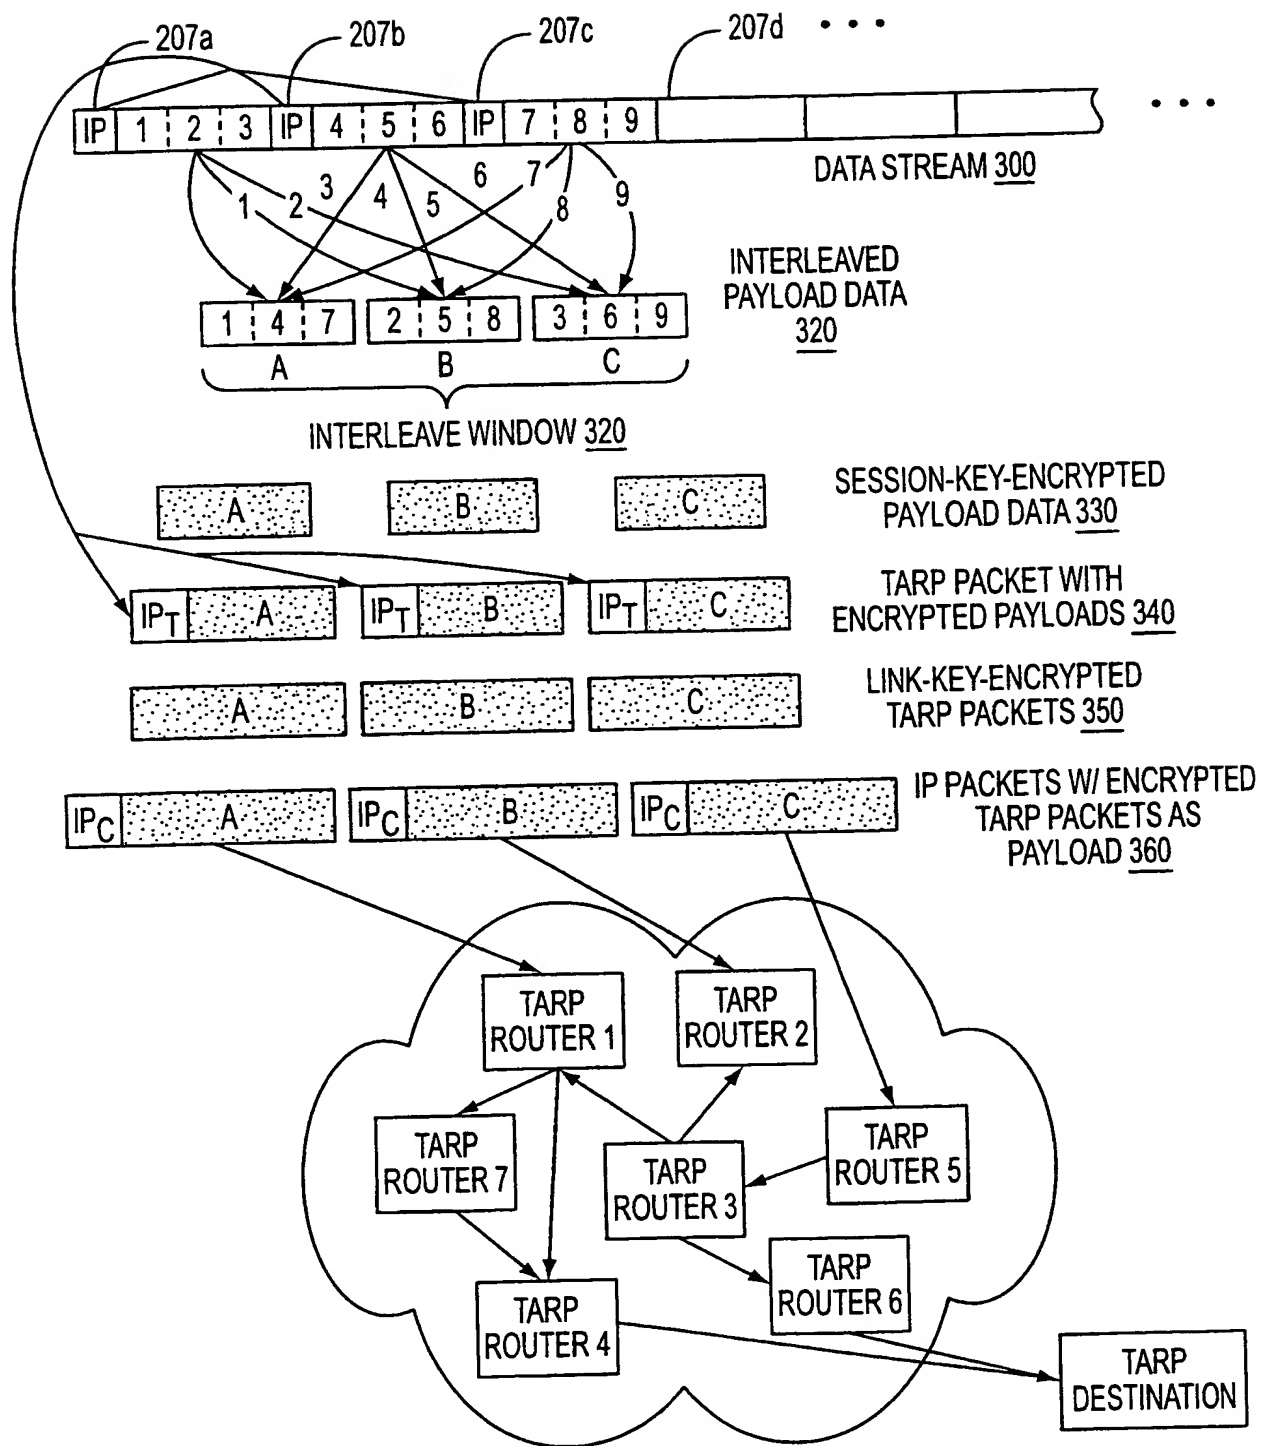 207a 207b 207c 207d • • •
IP 1 2 3 IP 4 5 6 IP 7 8 9 • • •
DATA STREAM 300
1 2 3 4 5 6 7 8 9
INTERLEAVED
PAYLOAD DATA
320
1 4 7 2 5 8 3 6 9
A B C
INTERLEAVE WINDOW 320
A B C
SESSION-KEY-ENCRYPTED
PAYLOAD DATA 330
IPT A IPT B IPT C
TARP PACKET WITH
ENCRYPTED PAYLOADS 340
A B C
LINK-KEY-ENCRYPTED
TARP PACKETS 350
IPC A IPC B IPC C
IP PACKETS W/ ENCRYPTED
TARP PACKETS AS
PAYLOAD 360
TARP
ROUTER 1
TARP
ROUTER 2
TARP
ROUTER 7
TARP
ROUTER 3
TARP
ROUTER 5
TARP
ROUTER 4
TARP
ROUTER 6
TARP
DESTINATION